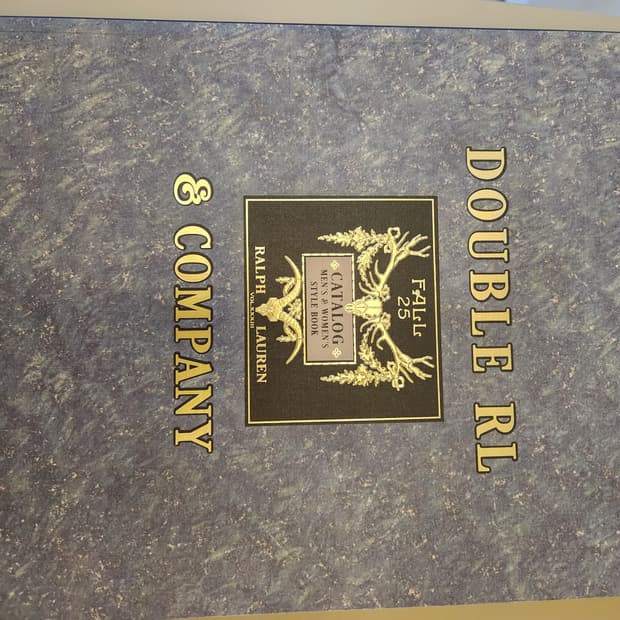 DOUBLE RL
FALL
25
CATALOG
MEN'S & WOMEN'S
STYLE BOOK
RALPH LAUREN
& COMPANY